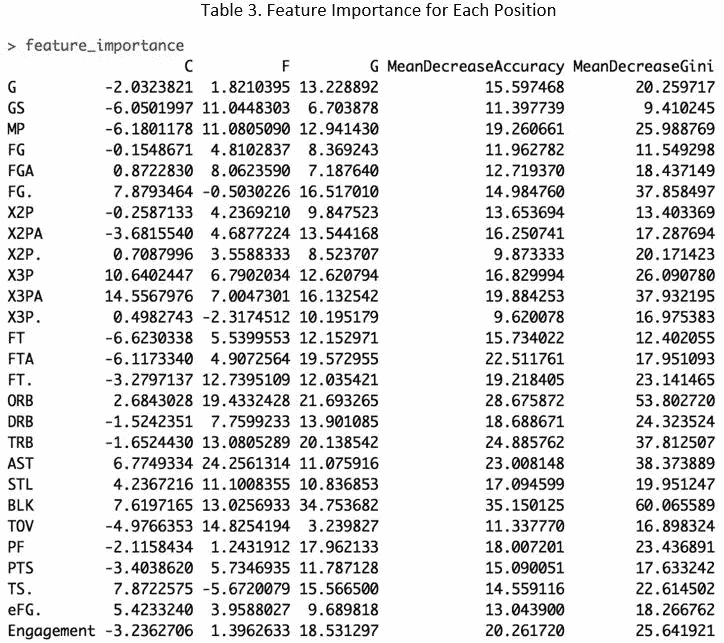 Table 3. Feature Importance for Each Position
> feature_importance
C F G MeanDecreaseAccuracy MeanDecreaseGini
G -2.0323821 1.8210395 13.228892 15.597468 20.259717
GS -6.0501997 11.0448303 6.703878 11.397739 9.410245
MP -6.1801178 11.0805090 12.941430 19.260661 25.988769
FG -0.1548671 4.8102837 8.369243 11.962782 11.549298
FGA 0.8722830 8.0623590 7.187640 12.719370 18.437149
FG. 7.8793464 -0.5030226 16.517010 14.984760 37.858497
X2P -0.2587133 4.2369210 9.847523 13.653694 13.403369
X2PA -3.6815540 4.6877224 13.544168 16.250741 17.287694
X2P. 0.7087996 3.5588333 8.523707 9.873333 20.171423
X3P 10.6402447 6.7902034 12.620794 16.829994 26.090780
X3PA 14.5567976 7.0047301 16.132542 19.884253 37.932195
X3P. 0.4982743 -2.3174512 10.195179 9.620078 16.975383
FT -6.6230338 5.5399553 12.152971 15.734022 12.402055
FTA -6.1173340 4.9072564 19.572955 22.511761 17.951093
FT. -3.2797137 12.7395109 12.035421 19.218405 23.141465
ORB 2.6843028 19.4332428 21.693265 28.675872 53.802720
DRB -1.5242351 7.7599233 13.901085 18.688671 24.323524
TRB -1.6524430 13.0805289 20.138542 24.885762 37.812507
AST 6.7749334 24.2561314 11.075916 23.008148 38.373889
STL 4.2367216 11.1008355 10.836853 17.094599 19.951247
BLK 7.6197165 13.0256933 34.753682 35.150125 60.065589
TOV -4.9766353 14.8254194 3.239827 11.337770 16.898324
PF -2.1158434 1.2431912 17.962133 18.007201 23.436891
PTS -3.4038620 5.7346935 11.787128 15.090051 17.633242
TS. 7.8722575 -5.6720079 15.566500 14.559116 22.614502
eFG. 5.4233240 3.9588027 9.689818 13.043900 18.266762
Engagement -3.2362706 1.3962633 18.531297 20.261720 25.641921